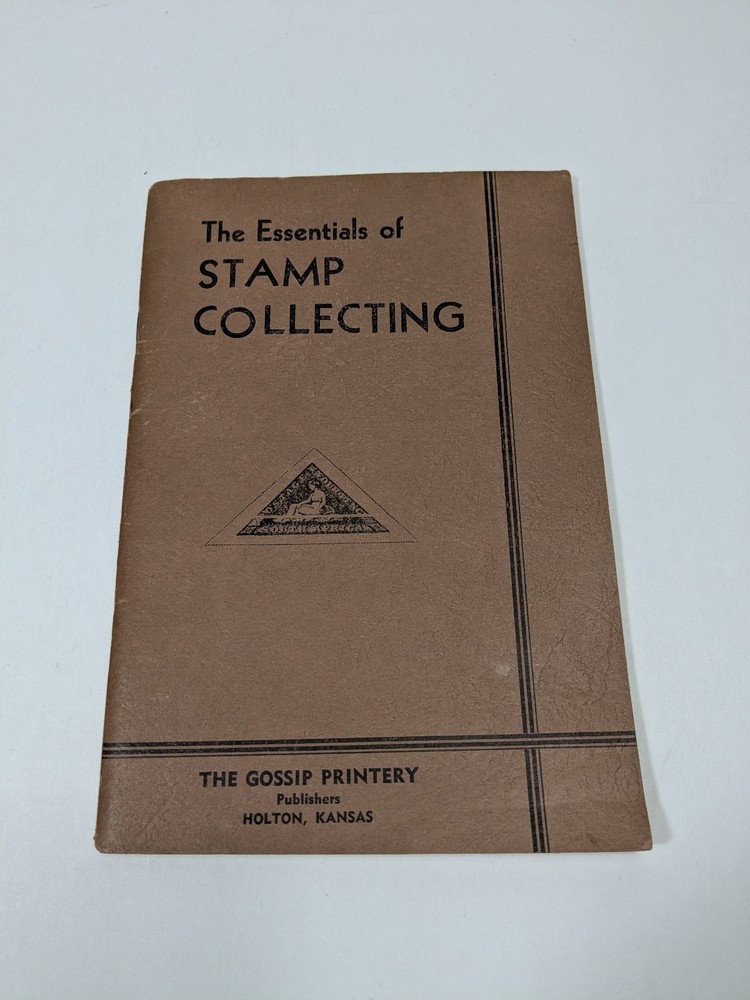 The Essentials of
STAMP
COLLECTING
THE GOSSIP PRINTERY
Publishers
HOLTON, KANSAS